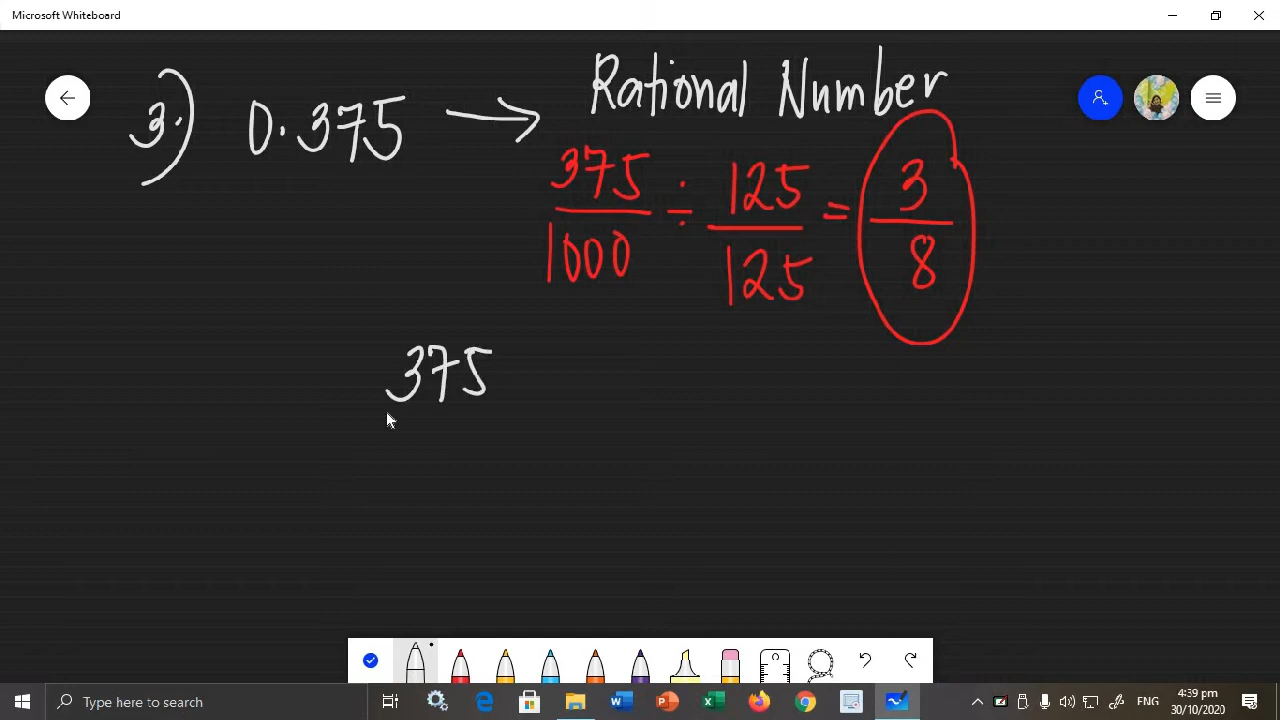 Microsoft Whiteboard
3.) 0.375 → Rational Number
375/1000 ÷ 125/125 = 3/8
375
Type here to search
ENG
4:39 pm
30/10/2020